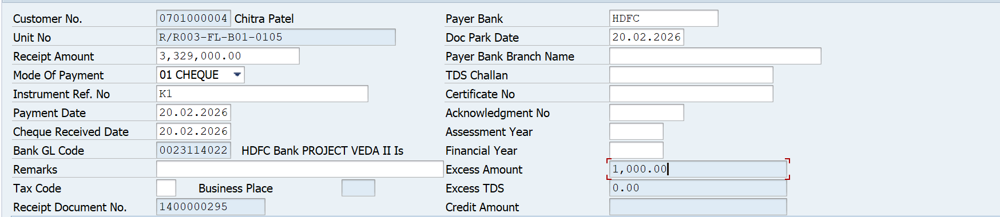 Customer No. 0701000004 Chitra Patel Payer Bank HDFC
Unit No R/R003-FL-B01-0105 Doc Park Date 20.02.2026
Receipt Amount 3,329,000.00 Payer Bank Branch Name
Mode Of Payment 01 CHEQUE TDS Challan
Instrument Ref. No K1 Certificate No
Payment Date 20.02.2026 Acknowledgment No
Cheque Received Date 20.02.2026 Assessment Year
Bank GL Code 0023114022 HDFC Bank PROJECT VEDA II Is Financial Year
Remarks Excess Amount 1,000.00
Tax Code Business Place Excess TDS 0.00
Receipt Document No. 1400000295 Credit Amount